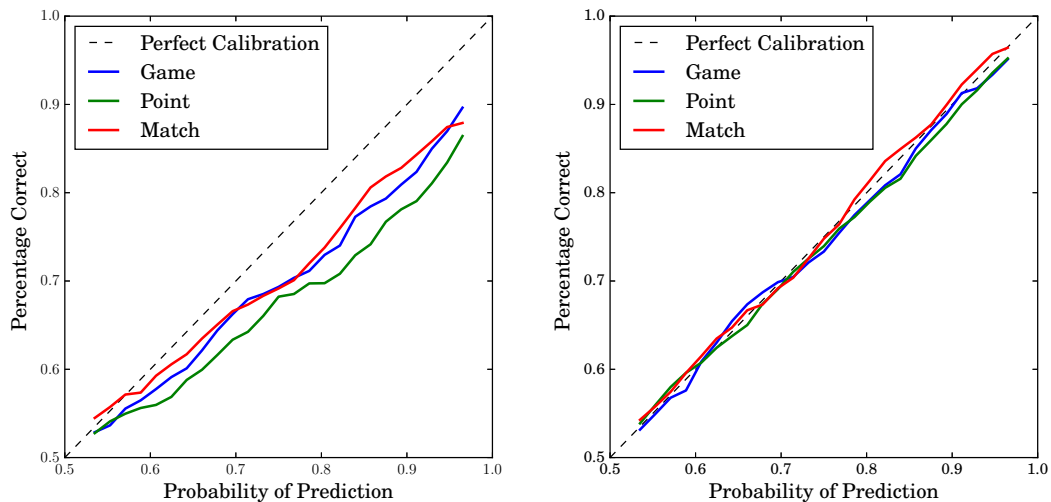 1.0
0.9
0.8
0.7
0.6
0.5
Percentage Correct
Perfect Calibration
Game
Point
Match
0.5 0.6 0.7 0.8 0.9 1.0
Probability of Prediction
1.0
0.9
0.8
0.7
0.6
0.5
Percentage Correct
Perfect Calibration
Game
Point
Match
0.5 0.6 0.7 0.8 0.9 1.0
Probability of Prediction